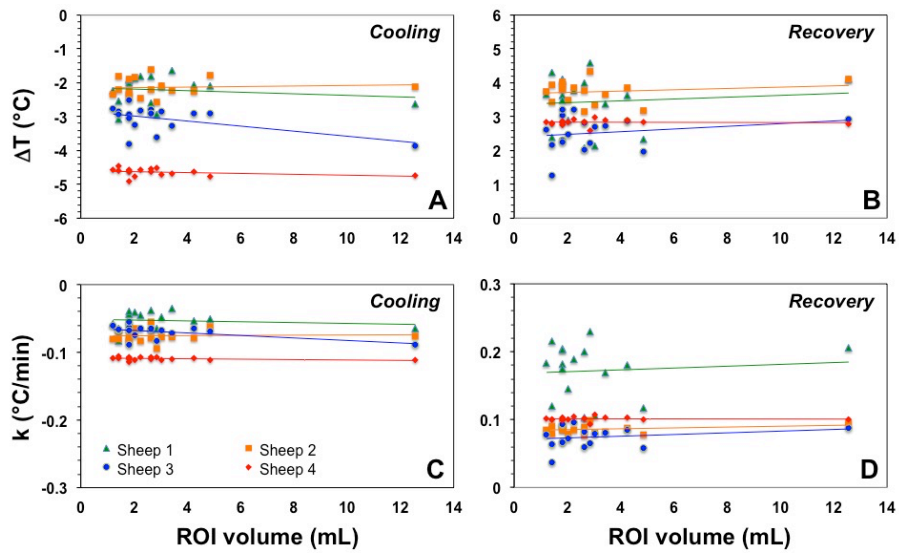 0
-1
-2
-3
-4
-5
-6
ΔT (°C)
Cooling
A
0 2 4 6 8 10 12 14
6
5
4
3
2
1
0
Recovery
B
0 2 4 6 8 10 12 14
0
-0.1
-0.2
-0.3
k (°C/min)
Cooling
Sheep 1 Sheep 2
Sheep 3 Sheep 4
C
0 2 4 6 8 10 12 14
ROI volume (mL)
0.3
0.2
0.1
0
Recovery
D
0 2 4 6 8 10 12 14
ROI volume (mL)